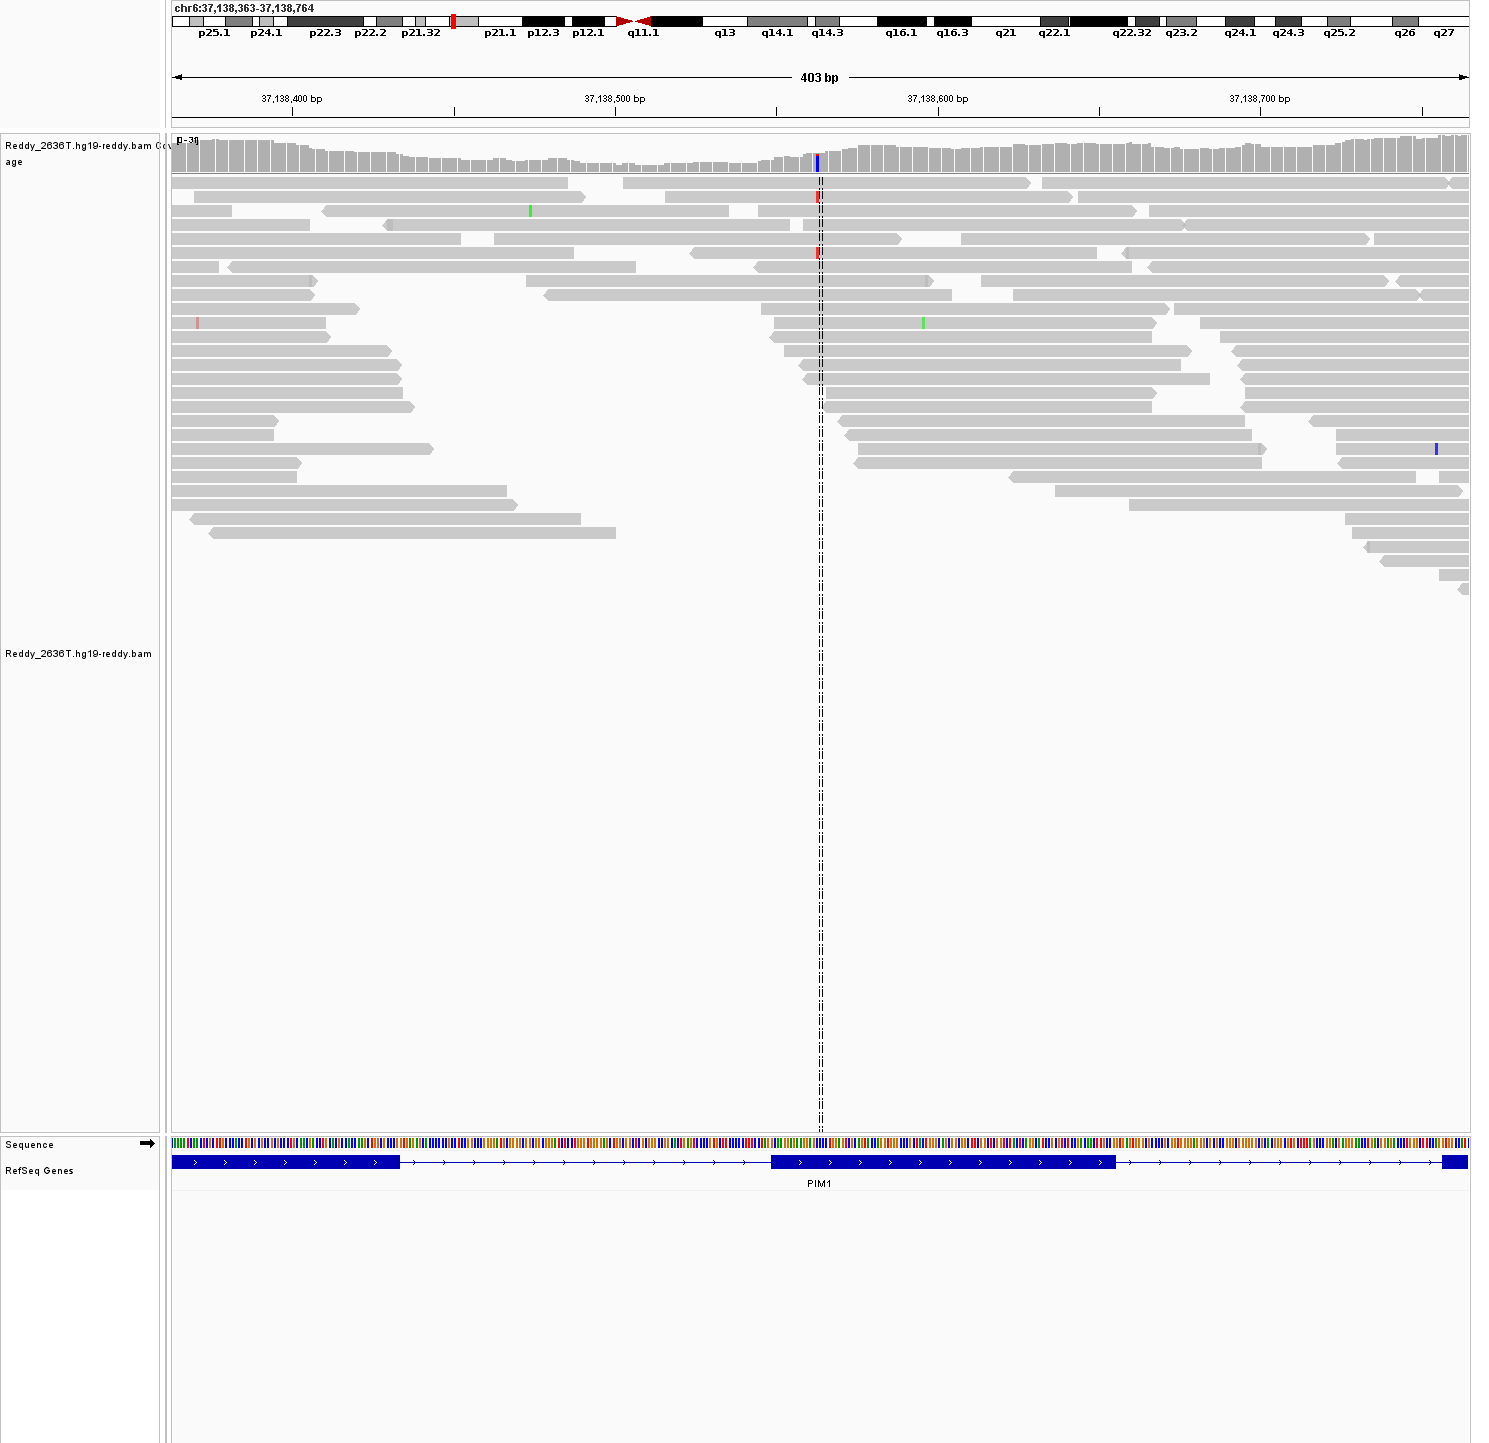 chr6:37,138,363-37,138,764
p25.1 p24.1 p22.3 p22.2 p21.32 p21.1 p12.3 p12.1 q11.1 q13 q14.1 q14.3 q16.1 q16.3 q21 q22.1 q22.32 q23.2 q24.1 q24.3 q25.2 q26 q27
403 bp
37,138,400 bp 37,138,500 bp 37,138,600 bp 37,138,700 bp
Reddy_2636T.hg19-reddy.bam Cov
age
Reddy_2636T.hg19-reddy.bam
Sequence
RefSeq Genes
PIM1